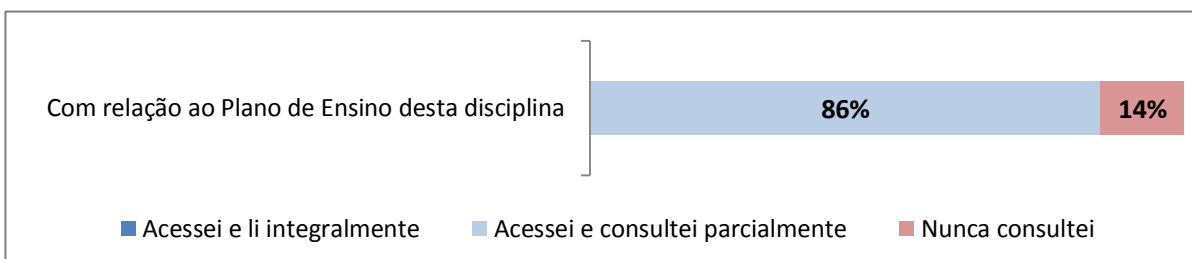 Com relação ao Plano de Ensino desta disciplina
86%
14%
Acessei e li integralmente
Acessei e consultei parcialmente
Nunca consultei